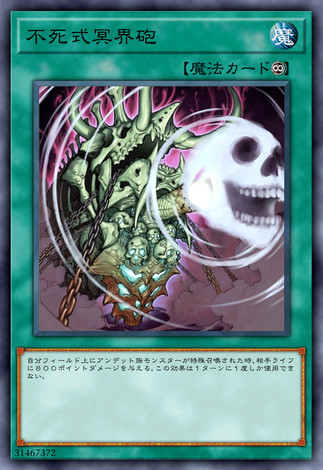 不死式冥界砲
魔
【魔法カード】
自分フィールド上にアンデット族モンスターが特殊召喚された時、相手ライフ
に８００ポイントダメージを与える。この効果は１ターンに１度しか使用でき
ない。
31467372